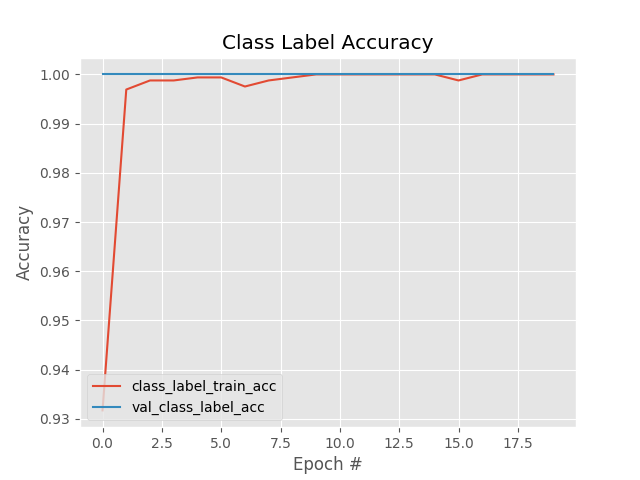 Class Label Accuracy
1.00
0.99
0.98
0.97
0.96
0.95
0.94
0.93
Accuracy
class_label_train_acc
val_class_label_acc
0.0 2.5 5.0 7.5 10.0 12.5 15.0 17.5
Epoch #